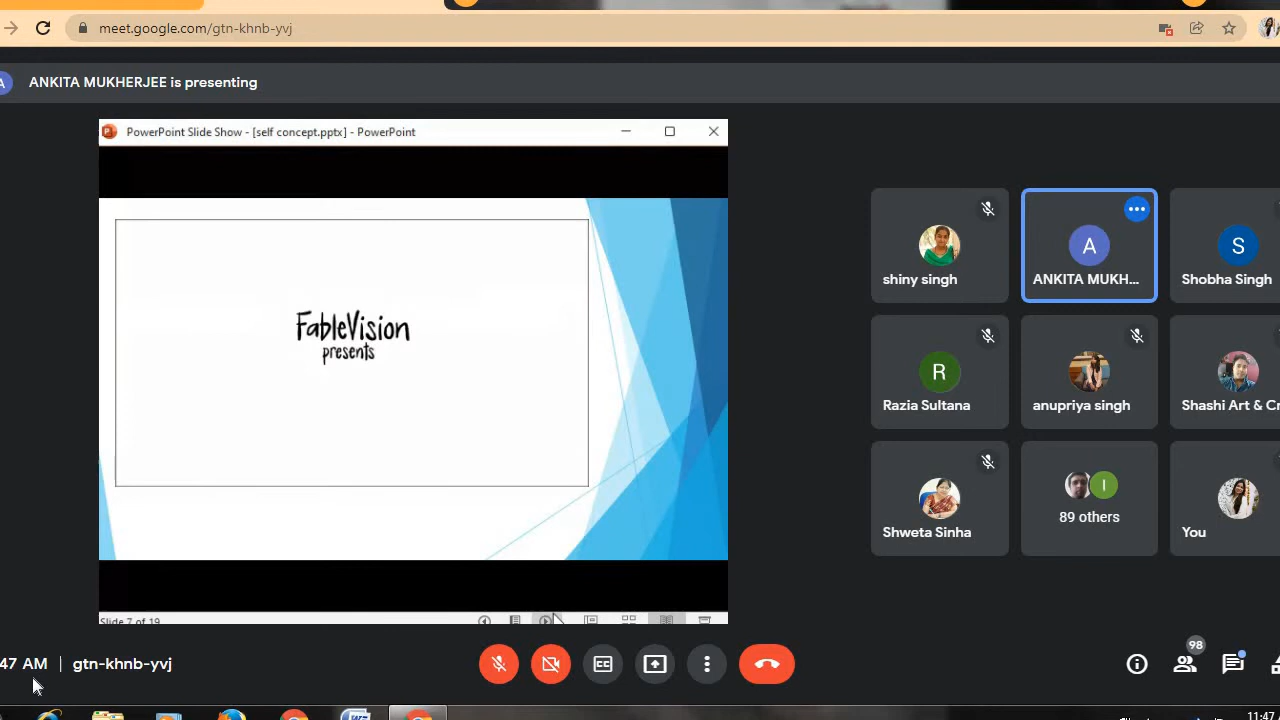 meet.google.com/gtn-khnb-yvj
A
ANKITA MUKHERJEE is presenting
PowerPoint Slide Show - [self concept.pptx] - PowerPoint
FableVision
presents
Slide 7 of 19
shiny singh
A
ANKITA MUKH...
S
Shobha Singh
R
Razia Sultana
anupriya singh
Shashi Art & Cr
Shweta Sinha
I
89 others
You
47 AM | gtn-khnb-yvj
98
11:47